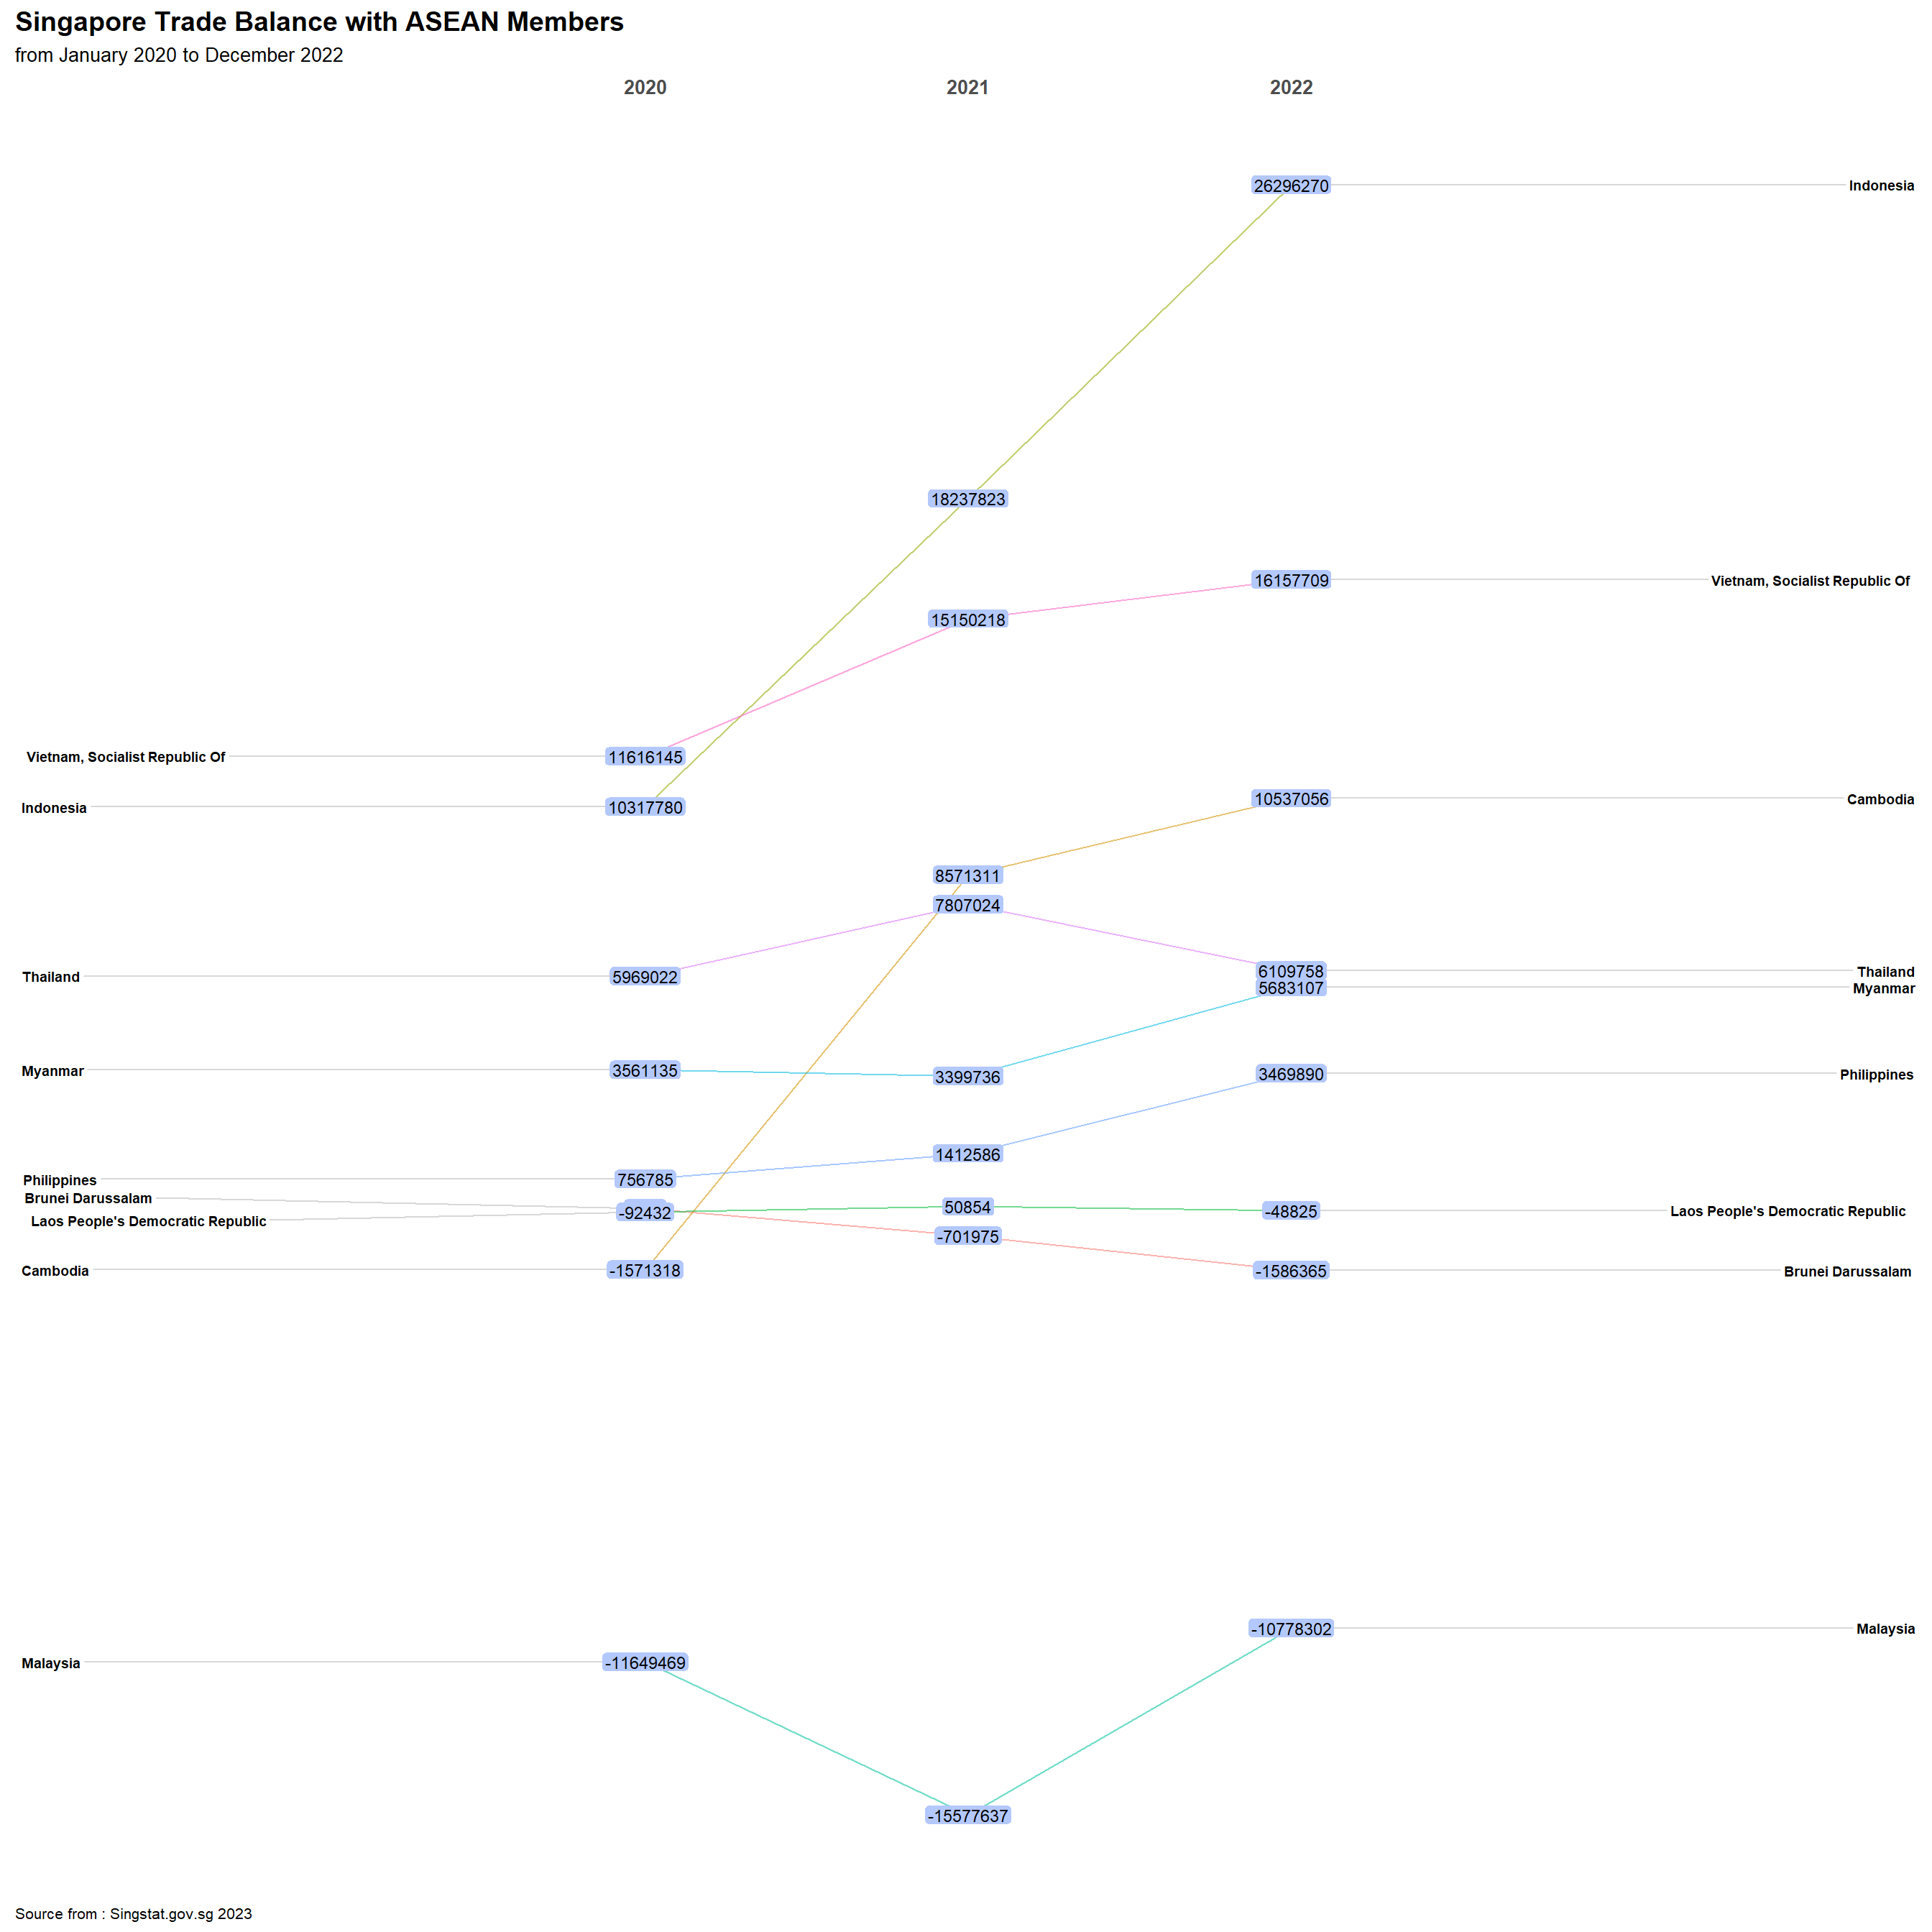 Singapore Trade Balance with ASEAN Members
from January 2020 to December 2022
2020 2021 2022
26296270 Indonesia
18237823
16157709 Vietnam, Socialist Republic Of
15150218
Vietnam, Socialist Republic Of 11616145
10537056 Cambodia
Indonesia 10317780
8571311
7807024
6109758 Thailand
Thailand 5969022
5683107 Myanmar
Myanmar 3561135
3469890 Philippines
3399736
1412586
Philippines 756785
Brunei Darussalam
50854
-48825 Laos People's Democratic Republic
Laos People's Democratic Republic -92432
-701975
Cambodia -1571318
-1586365 Brunei Darussalam
-10778302 Malaysia
Malaysia -11649469
-15577637
Source from : Singstat.gov.sg 2023